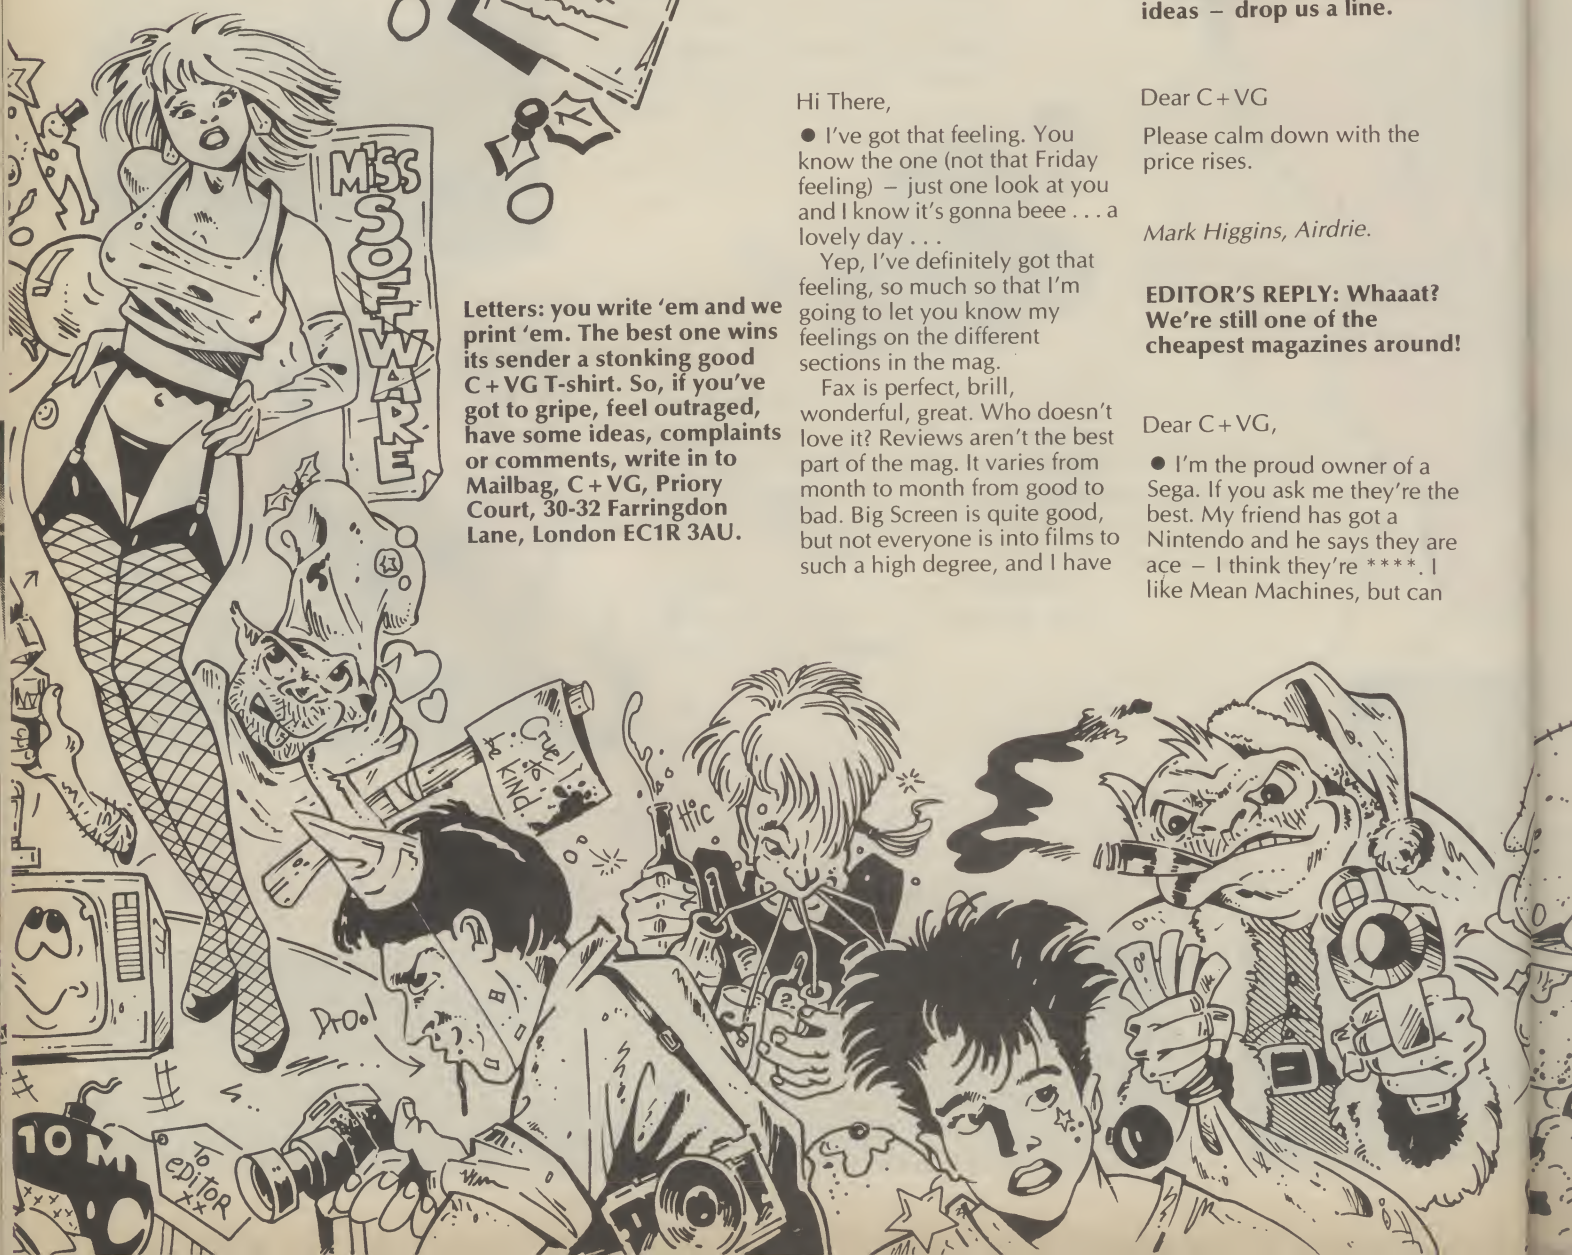 MISS
SOFTWARE
Letters: you write ‘em and we
print ‘em. The best one wins
its sender a stonking good
C+VG T-shirt. So, if you’ve
got to gripe, feel outraged,
have some ideas, complaints
or comments, write in to
Mailbag, C+VG, Priory
Court, 30-32 Farringdon
Lane, London EC1R 3AU.
Hi There,
● I’ve got that feeling. You
know the one (not that Friday
feeling) – just one look at you
and I know it’s gonna beee . . . a
lovely day . . .
Yep, I’ve definitely got that
feeling, so much so that I’m
going to let you know my
feelings on the different
sections in the mag.
Fax is perfect, brill,
wonderful, great. Who doesn’t
love it? Reviews aren’t the best
part of the mag. It varies from
month to month from good to
bad. Big Screen is quite good,
but not everyone is into films to
such a high degree, and I have
ideas – drop us a line.
Dear C+VG
Please calm down with the
price rises.
Mark Higgins, Airdrie.
EDITOR’S REPLY: Whaaat?
We’re still one of the
cheapest magazines around!
Dear C+VG,
● I’m the proud owner of a
Sega. If you ask me they’re the
best. My friend has got a
Nintendo and he says they are
ace – I think they’re ****. I
like Mean Machines, but can
Cruel
to
be KIND
Hic
Drool
10 M
To
eDitoR
xx